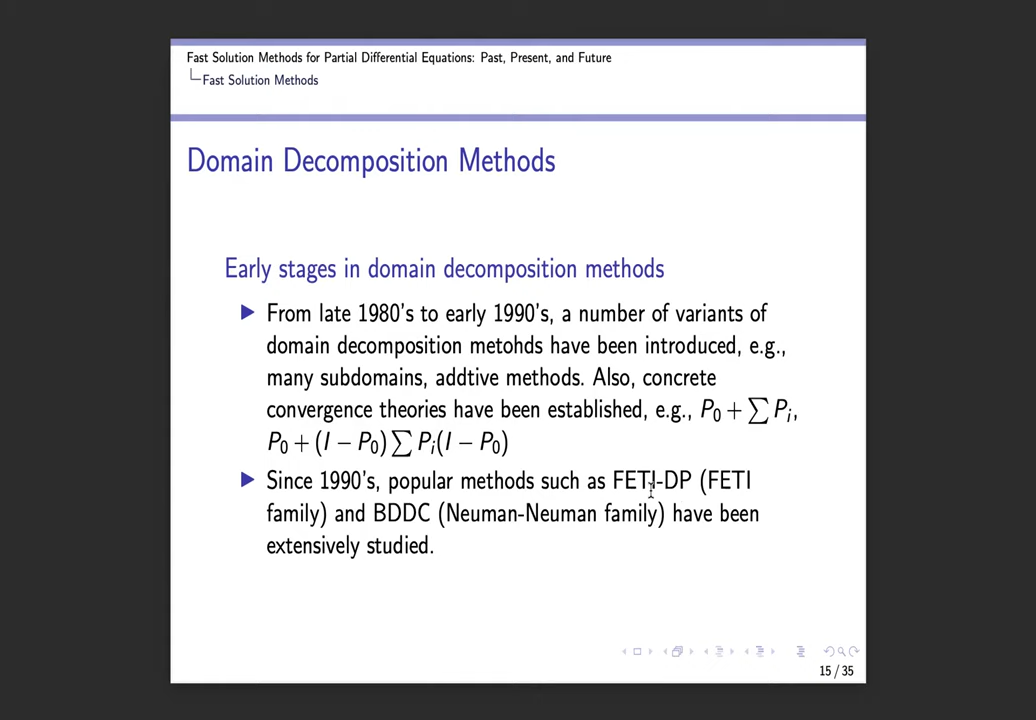 Fast Solution Methods for Partial Differential Equations: Past, Present, and Future
Fast Solution Methods
Domain Decomposition Methods
Early stages in domain decomposition methods
From late 1980's to early 1990's, a number of variants of
domain decomposition metohds have been introduced, e.g.,
many subdomains, addtive methods. Also, concrete
convergence theories have been established, e.g., P₀ + ∑ Pᵢ,
P₀ + (I − P₀) ∑ Pᵢ(I − P₀)
Since 1990's, popular methods such as FETI-DP (FETI
family) and BDDC (Neuman-Neuman family) have been
extensively studied.
15 / 35